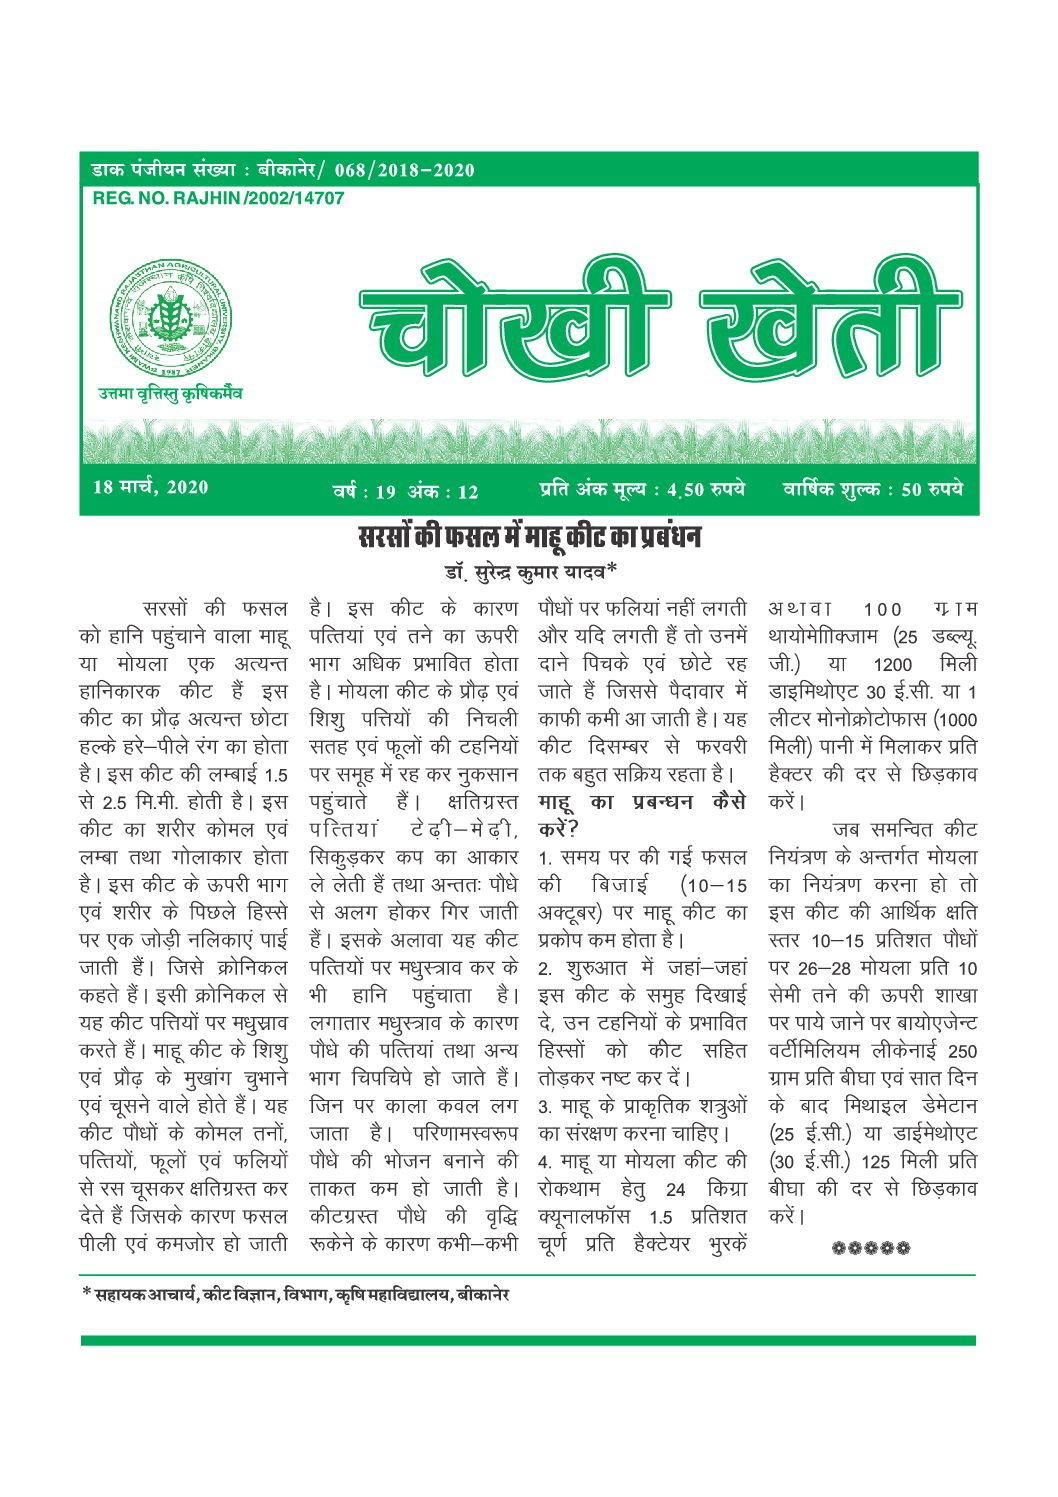 डाक पंजीयन संख्या : बीकानेर/ 068/2018–2020
REG. NO. RAJHIN/2002/14707
SWAMI KESHWANAND RAJASTHAN AGRICULTURAL UNIVERSITY, BIKANER
1987
उत्तमा वृत्तिस्तु कृषिकर्मैव
चोखी खेती
18 मार्च, 2020
वर्ष : 19 अंक : 12
प्रति अंक मूल्य : 4.50 रुपये
वार्षिक शुल्क : 50 रुपये
सरसों की फसल में माहू कीट का प्रबंधन
डॉ. सुरेन्द्र कुमार यादव*
सरसों की फसल
को हानि पहुंचाने वाला माहू
या मोयला एक अत्यन्त
हानिकारक कीट हैं इस
कीट का प्रौढ़ अत्यन्त छोटा
हल्के हरे–पीले रंग का होता
है। इस कीट की लम्बाई 1.5
से 2.5 मि.मी. होती है। इस
कीट का शरीर कोमल एवं
लम्बा तथा गोलाकार होता
है। इस कीट के ऊपरी भाग
एवं शरीर के पिछले हिस्से
पर एक जोड़ी नलिकाएं पाई
जाती हैं। जिसे क्रोनिकल
कहते हैं। इसी क्रोनिकल से
यह कीट पत्तियों पर मधुस्राव
करते हैं। माहू कीट के शिशु
एवं प्रौढ़ के मुखांग चुभाने
एवं चूसने वाले होते हैं। यह
कीट पौधों के कोमल तनों,
पत्तियों, फूलों एवं फलियों
से रस चूसकर क्षतिग्रस्त कर
देते हैं जिसके कारण फसल
पीली एवं कमजोर हो जाती
है। इस कीट के कारण
पत्तियां एवं तने का ऊपरी
भाग अधिक प्रभावित होता
है। मोयला कीट के प्रौढ़ एवं
शिशु पत्तियों की निचली
सतह एवं फूलों की टहनियों
पर समूह में रह कर नुकसान
पहुंचाते हैं। क्षतिग्रस्त
पत्तियां टेढ़ी–मेढ़ी,
सिकुड़कर कप का आकार
ले लेती हैं तथा अन्ततः पौधे
से अलग होकर गिर जाती
हैं। इसके अलावा यह कीट
पत्तियों पर मधुस्त्राव कर के
भी हानि पहुंचाता है।
लगातार मधुस्त्राव के कारण
पौधे की पत्तियां तथा अन्य
भाग चिपचिपे हो जाते हैं।
जिन पर काला कवल लग
जाता है। परिणामस्वरूप
पौधे की भोजन बनाने की
ताकत कम हो जाती है।
कीटग्रस्त पौधे की वृद्धि
रूकेने के कारण कभी–कभी
पौधों पर फलियां नहीं लगती
और यदि लगती हैं तो उनमें
दाने पिचके एवं छोटे रह
जाते हैं जिससे पैदावार में
काफी कमी आ जाती है। यह
कीट दिसम्बर से फरवरी
तक बहुत सक्रिय रहता है।
माहू का प्रबन्धन कैसे
करें?
1. समय पर की गई फसल
की बिजाई (10–15
अक्टूबर) पर माहू कीट का
प्रकोप कम होता है।
2. शुरुआत में जहां–जहां
इस कीट के समुह दिखाई
दे, उन टहनियों के प्रभावित
हिस्सों को कीट सहित
तोड़कर नष्ट कर दें।
3. माहू के प्राकृतिक शत्रुओं
का संरक्षण करना चाहिए।
4. माहू या मोयला कीट की
रोकथाम हेतु 24 किग्रा
क्यूनालफॉस 1.5 प्रतिशत
चूर्ण प्रति हैक्टेयर भुरकें
अथावा 100 ग्राम
थायोमेतािक्जाम (25 डब्ल्यू.
जी.) या 1200 मिली
डाइमिथोएट 30 ई.सी. या 1
लीटर मोनोक्रोटोफास (1000
मिली) पानी में मिलाकर प्रति
हैक्टर की दर से छिड़काव
करें।
जब समन्वित कीट
नियंत्रण के अन्तर्गत मोयला
का नियंत्रण करना हो तो
इस कीट की आर्थिक क्षति
स्तर 10–15 प्रतिशत पौधों
पर 26–28 मोयला प्रति 10
सेमी तने की ऊपरी शाखा
पर पाये जाने पर बायोएजेन्ट
वर्टीमिलियम लीकेनाई 250
ग्राम प्रति बीघा एवं सात दिन
के बाद मिथाइल डेमेटान
(25 ई.सी.) या डाईमेथोएट
(30 ई.सी.) 125 मिली प्रति
बीघा की दर से छिड़काव
करें।
* सहायक आचार्य, कीट विज्ञान, विभाग, कृषि महाविद्यालय, बीकानेर